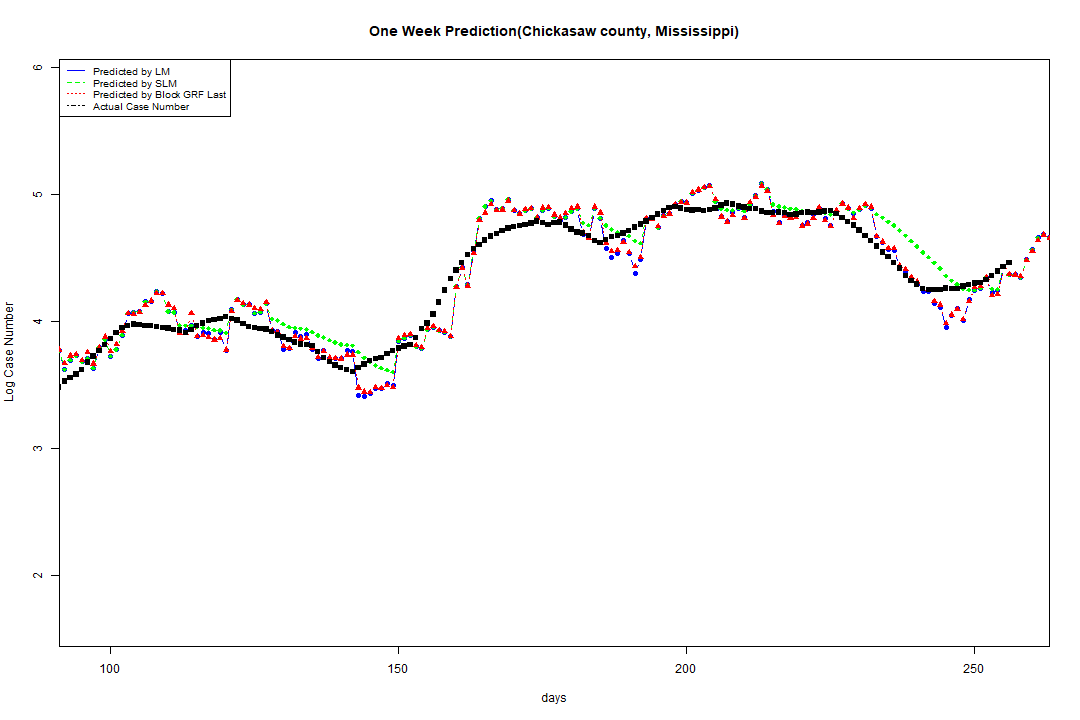 One Week Prediction(Chickasaw county, Mississippi)
Predicted by LM
Predicted by SLM
Predicted by Block GRF Last
Actual Case Number
6
5
4
3
2
Log Case Number
100
150
200
250
days